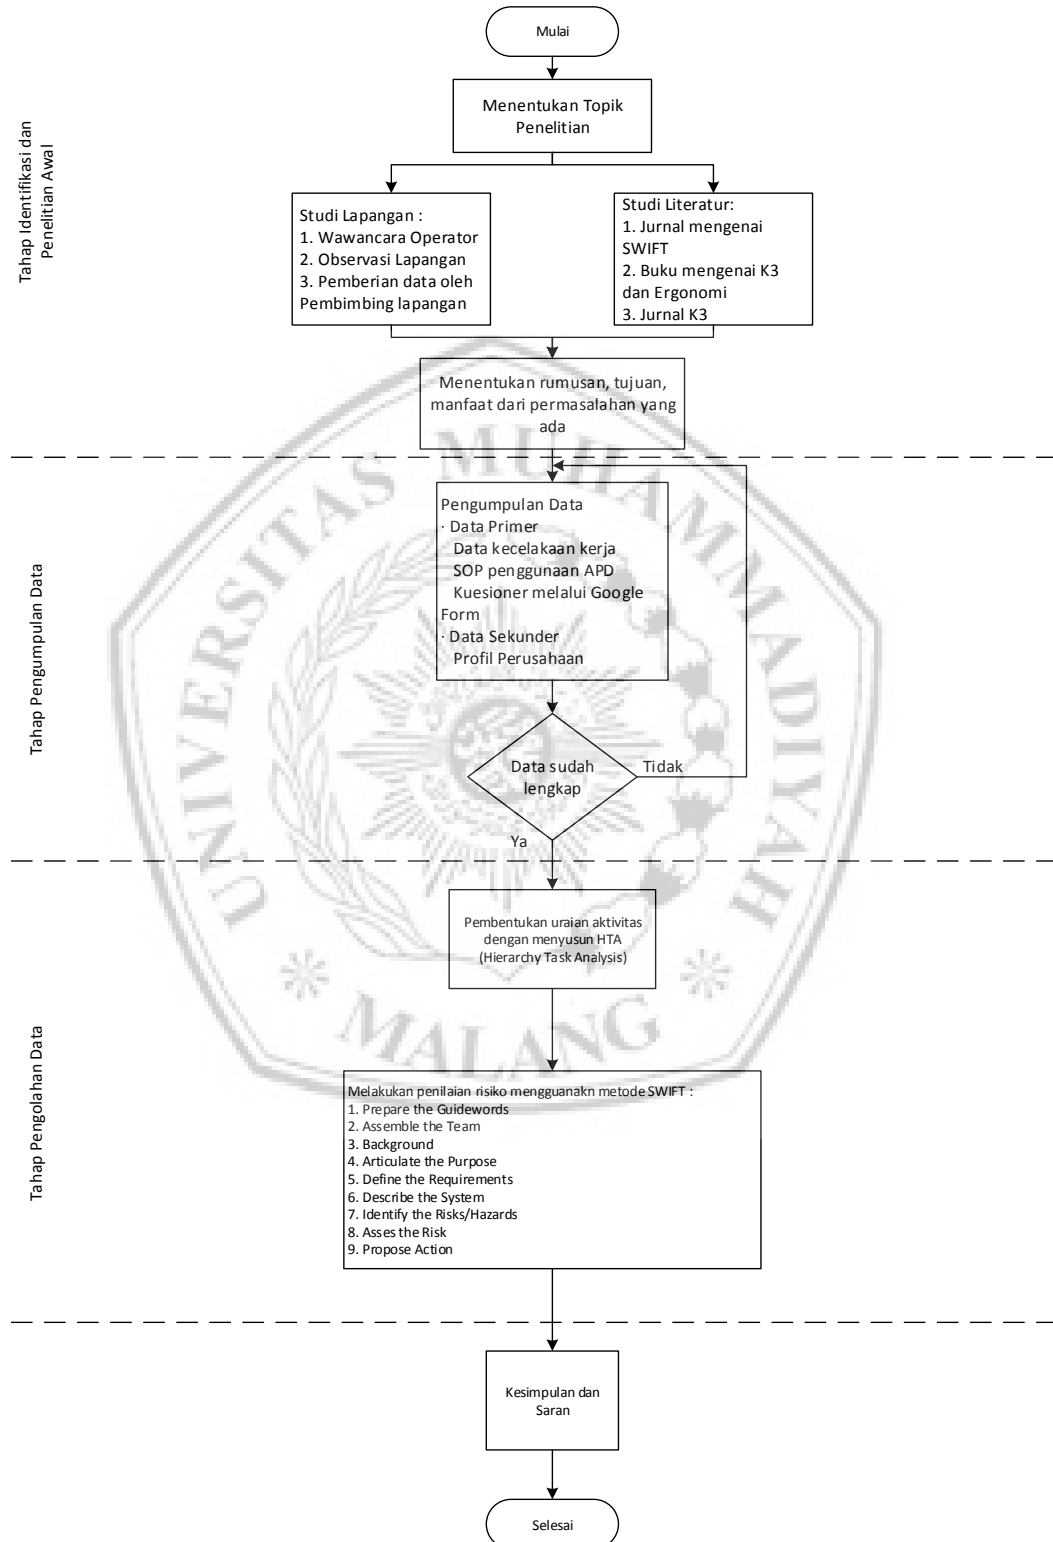 Mulai
Tahap Identifikasi dan
Penelitian Awal
Menentukan Topik
Penelitian
Studi Lapangan :
1. Wawancara Operator
2. Observasi Lapangan
3. Pemberian data oleh
Pembimbing lapangan
Studi Literatur:
1. Jurnal mengenai
SWIFT
2. Buku mengenai K3
dan Ergonomi
3. Jurnal K3
Menentukan rumusan, tujuan,
manfaat dari permasalahan yang
ada
Tahap Pengumpulan Data
Pengumpulan Data
· Data Primer
Data kecelakaan kerja
SOP penggunaan APD
Kuesioner melalui Google
Form
· Data Sekunder
Profil Perusahaan
Data sudah
lengkap
Tidak
Ya
Tahap Pengolahan Data
Pembentukan uraian aktivitas
dengan menyusun HTA
(Hierarchy Task Analysis)
Melakukan penilaian risiko mengguanakn metode SWIFT :
1. Prepare the Guidewords
2. Assemble the Team
3. Background
4. Articulate the Purpose
5. Define the Requirements
6. Describe the System
7. Identify the Risks/Hazards
8. Asses the Risk
9. Propose Action
Kesimpulan dan
Saran
Selesai
UNIVERSITAS MUHAMMADIYAH
MALANG